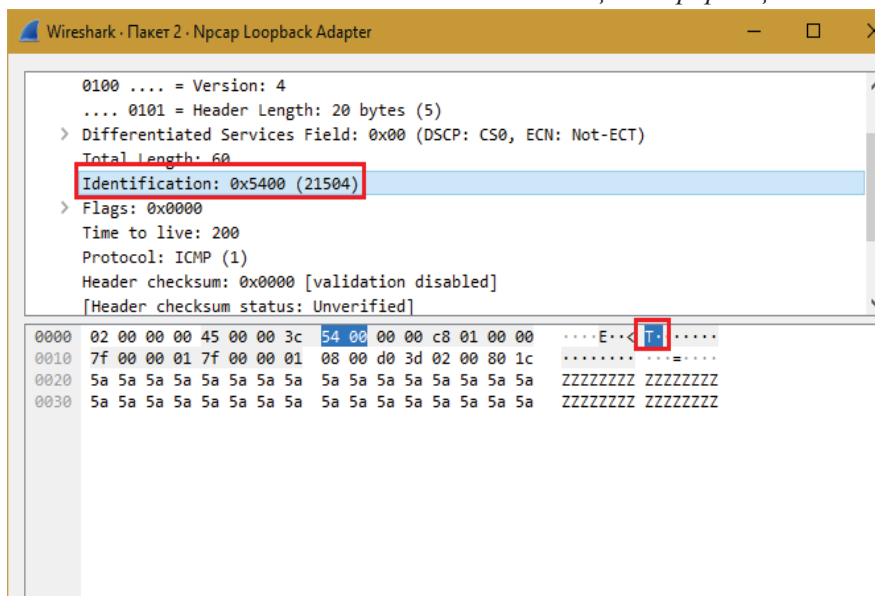 Wireshark · Пакет 2 · Npcap Loopback Adapter
0100 .... = Version: 4
.... 0101 = Header Length: 20 bytes (5)
> Differentiated Services Field: 0x00 (DSCP: CS0, ECN: Not-ECT)
Total Length: 60
Identification: 0x5400 (21504)
> Flags: 0x0000
Time to live: 200
Protocol: ICMP (1)
Header checksum: 0x0000 [validation disabled]
[Header checksum status: Unverified]
0000 02 00 00 00 45 00 00 3c 54 00 00 00 c8 01 00 00 ····E··< T·······
0010 7f 00 00 01 7f 00 00 01 08 00 d0 3d 02 00 80 1c ········ ···=····
0020 5a 5a 5a 5a 5a 5a 5a 5a 5a 5a 5a 5a 5a 5a 5a 5a ZZZZZZZZ ZZZZZZZZ
0030 5a 5a 5a 5a 5a 5a 5a 5a 5a 5a 5a 5a 5a 5a 5a 5a ZZZZZZZZ ZZZZZZZZ